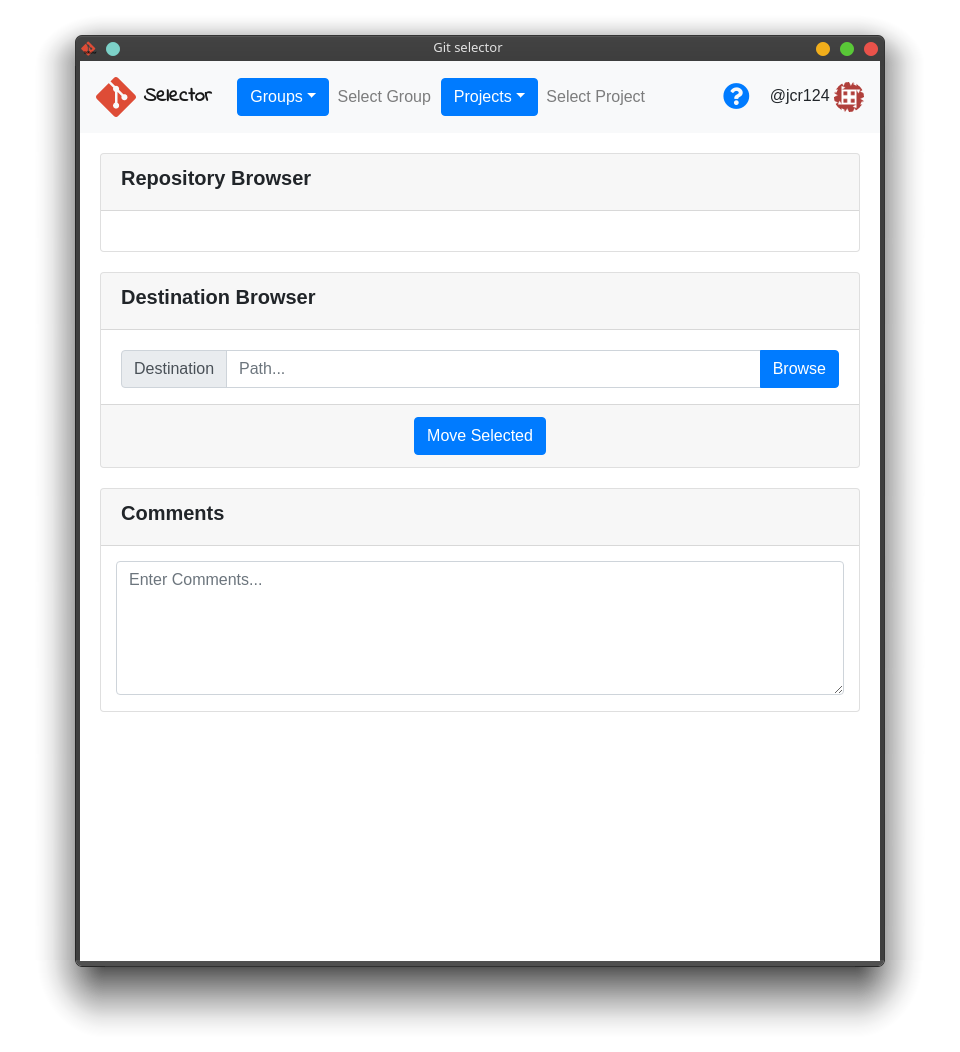 Git selector
Selector Groups Select Group Projects Select Project ? @jcr124
Repository Browser
Destination Browser
Destination Path... Browse
Move Selected
Comments
Enter Comments...